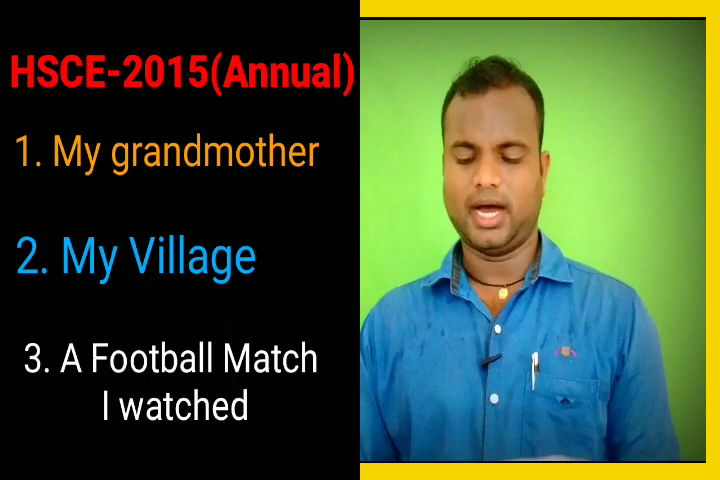 HSCE-2015(Annual)
1. My grandmother
2. My Village
3. A Football Match
I watched